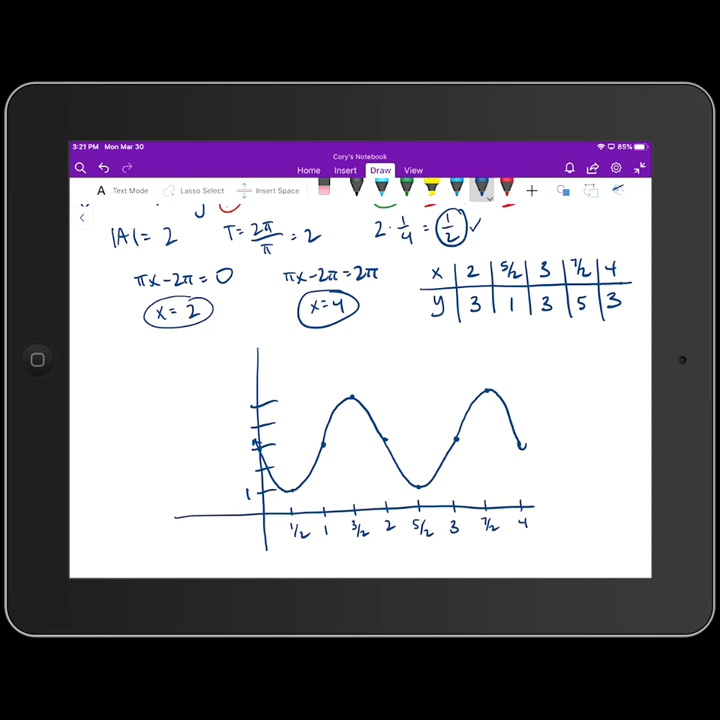 3:21 PM Mon Mar 30
85%
Cory's Notebook
Home Insert Draw View
A Text Mode Lasso Select Insert Space
|A| = 2 T = 2π/π = 2 2 · 1/4 = 1/2 ✓
πx - 2π = 0 πx - 2π = 2π
x = 2 x = 4
x | 2 | 5/2 | 3 | 7/2 | 4
y | 3 | 1 | 3 | 5 | 3
1
1/2 1 3/2 2 5/2 3 7/2 4